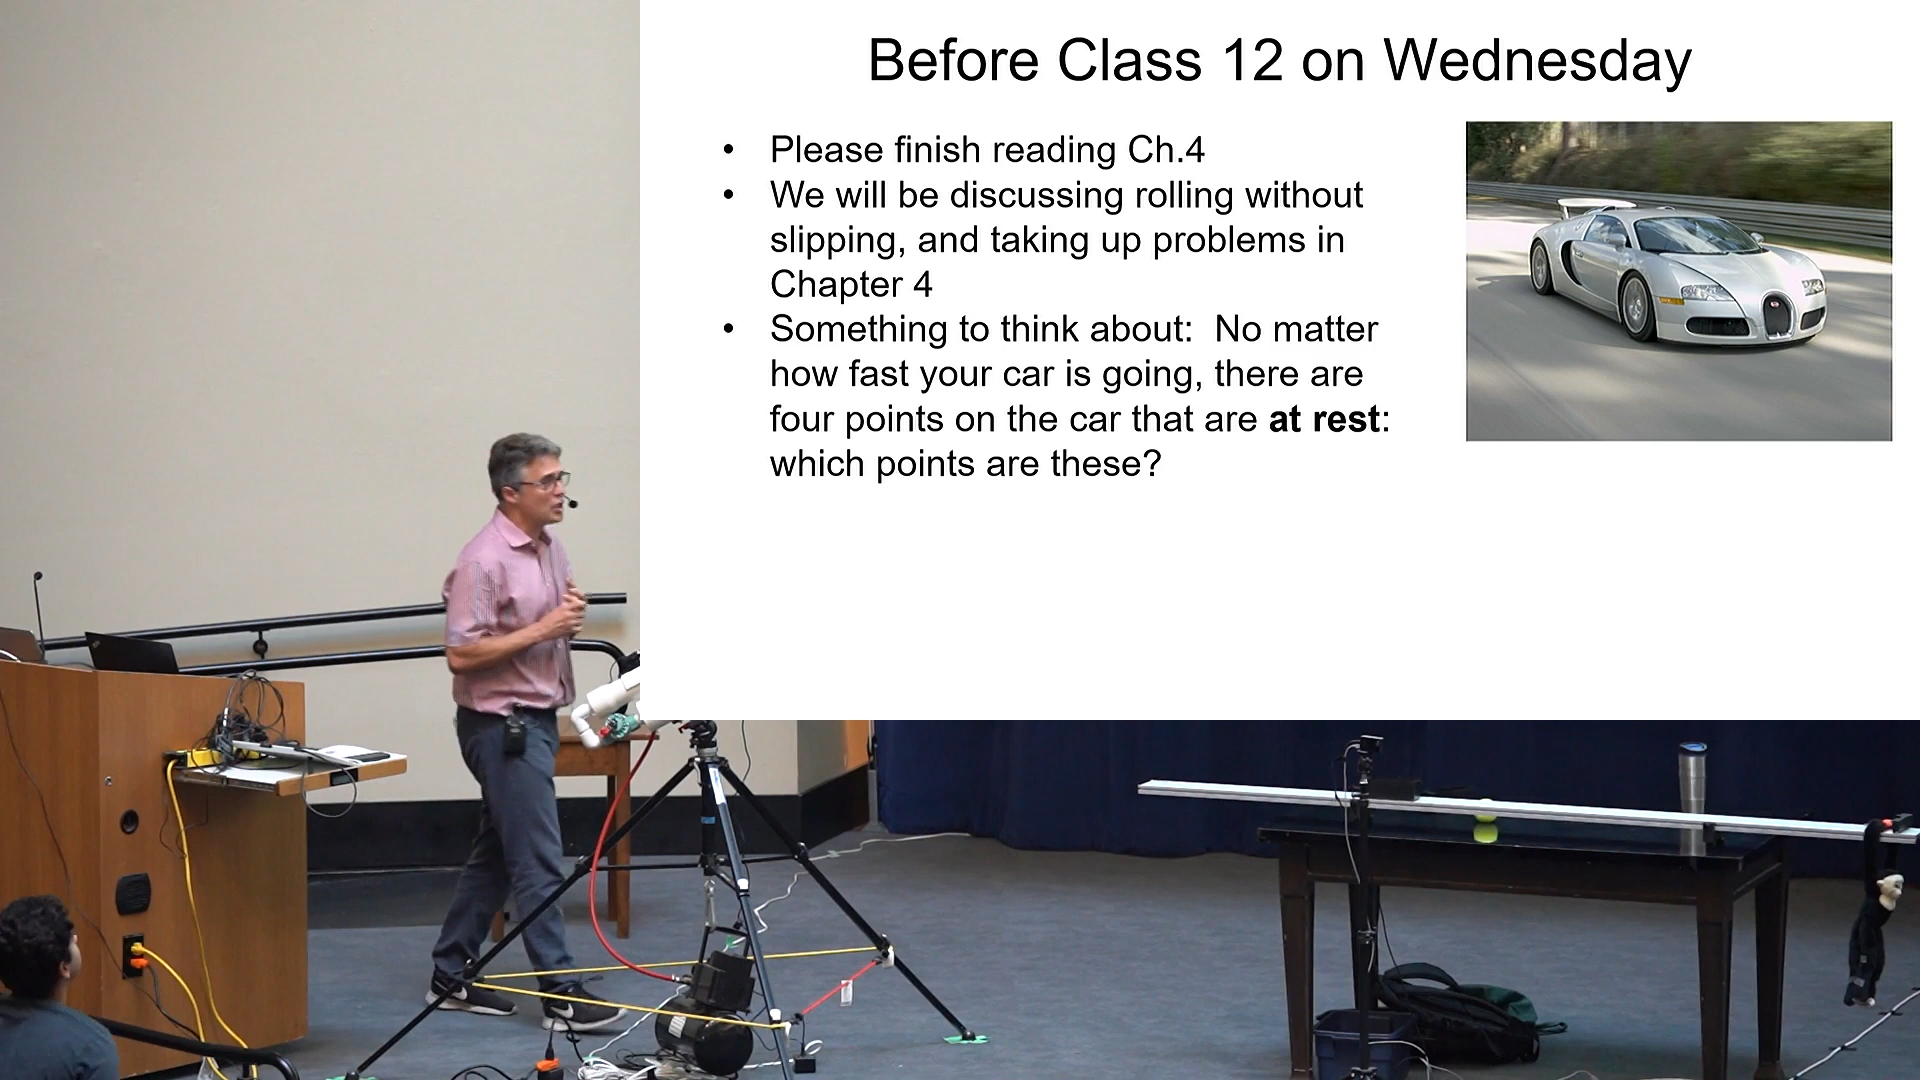 Before Class 12 on Wednesday
• Please finish reading Ch.4
• We will be discussing rolling without
slipping, and taking up problems in
Chapter 4
• Something to think about:  No matter
how fast your car is going, there are
four points on the car that are at rest:
which points are these?